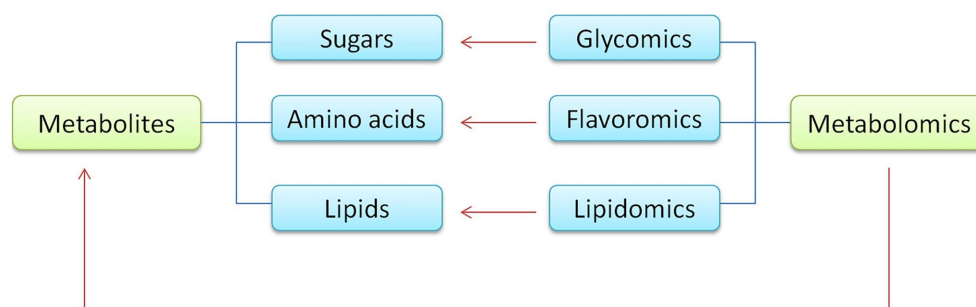 Sugars
Glycomics
Metabolites
Amino acids
Flavoromics
Metabolomics
Lipids
Lipidomics